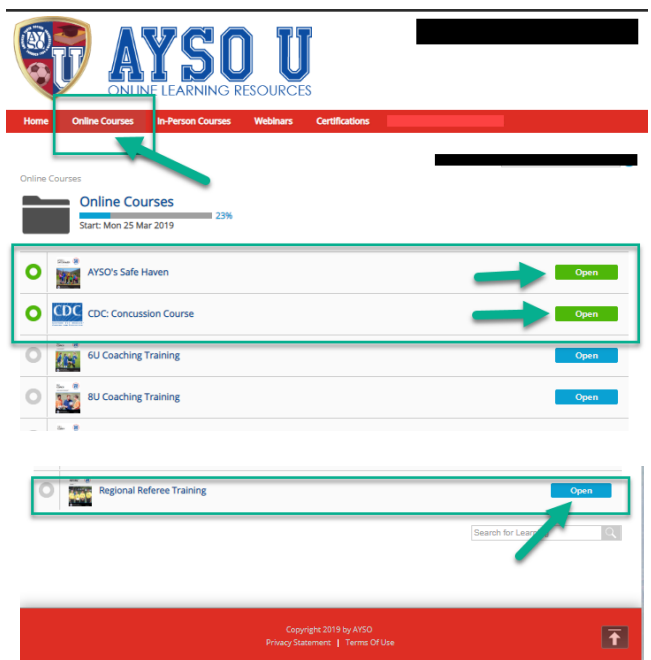 AYSO U
ONLINE LEARNING RESOURCES
Home Online Courses In-Person Courses Webinars Certifications
Online Courses
Online Courses
23%
Start: Mon 25 Mar 2019
AYSO's Safe Haven Open
CDC CDC: Concussion Course Open
6U Coaching Training Open
8U Coaching Training Open
Regional Referee Training Open
Search for
Copyright 2019 by AYSO
Privacy Statement | Terms Of Use